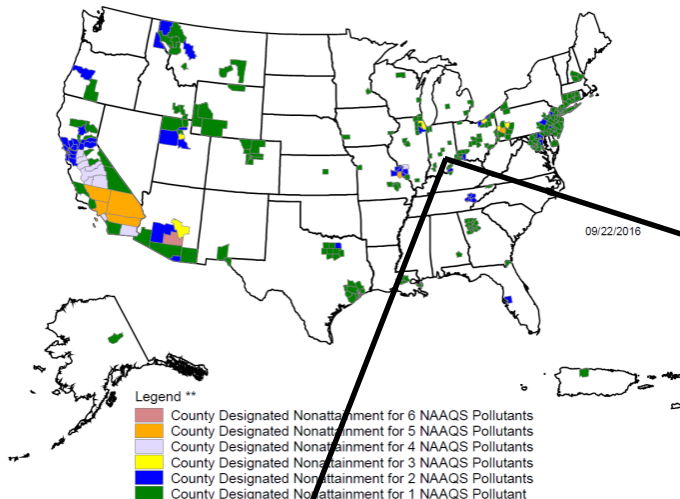 09/22/2016
Legend **
County Designated Nonattainment for 6 NAAQS Pollutants
County Designated Nonattainment for 5 NAAQS Pollutants
County Designated Nonattainment for 4 NAAQS Pollutants
County Designated Nonattainment for 3 NAAQS Pollutants
County Designated Nonattainment for 2 NAAQS Pollutants
County Designated Nonattainment for 1 NAAQS Pollutant